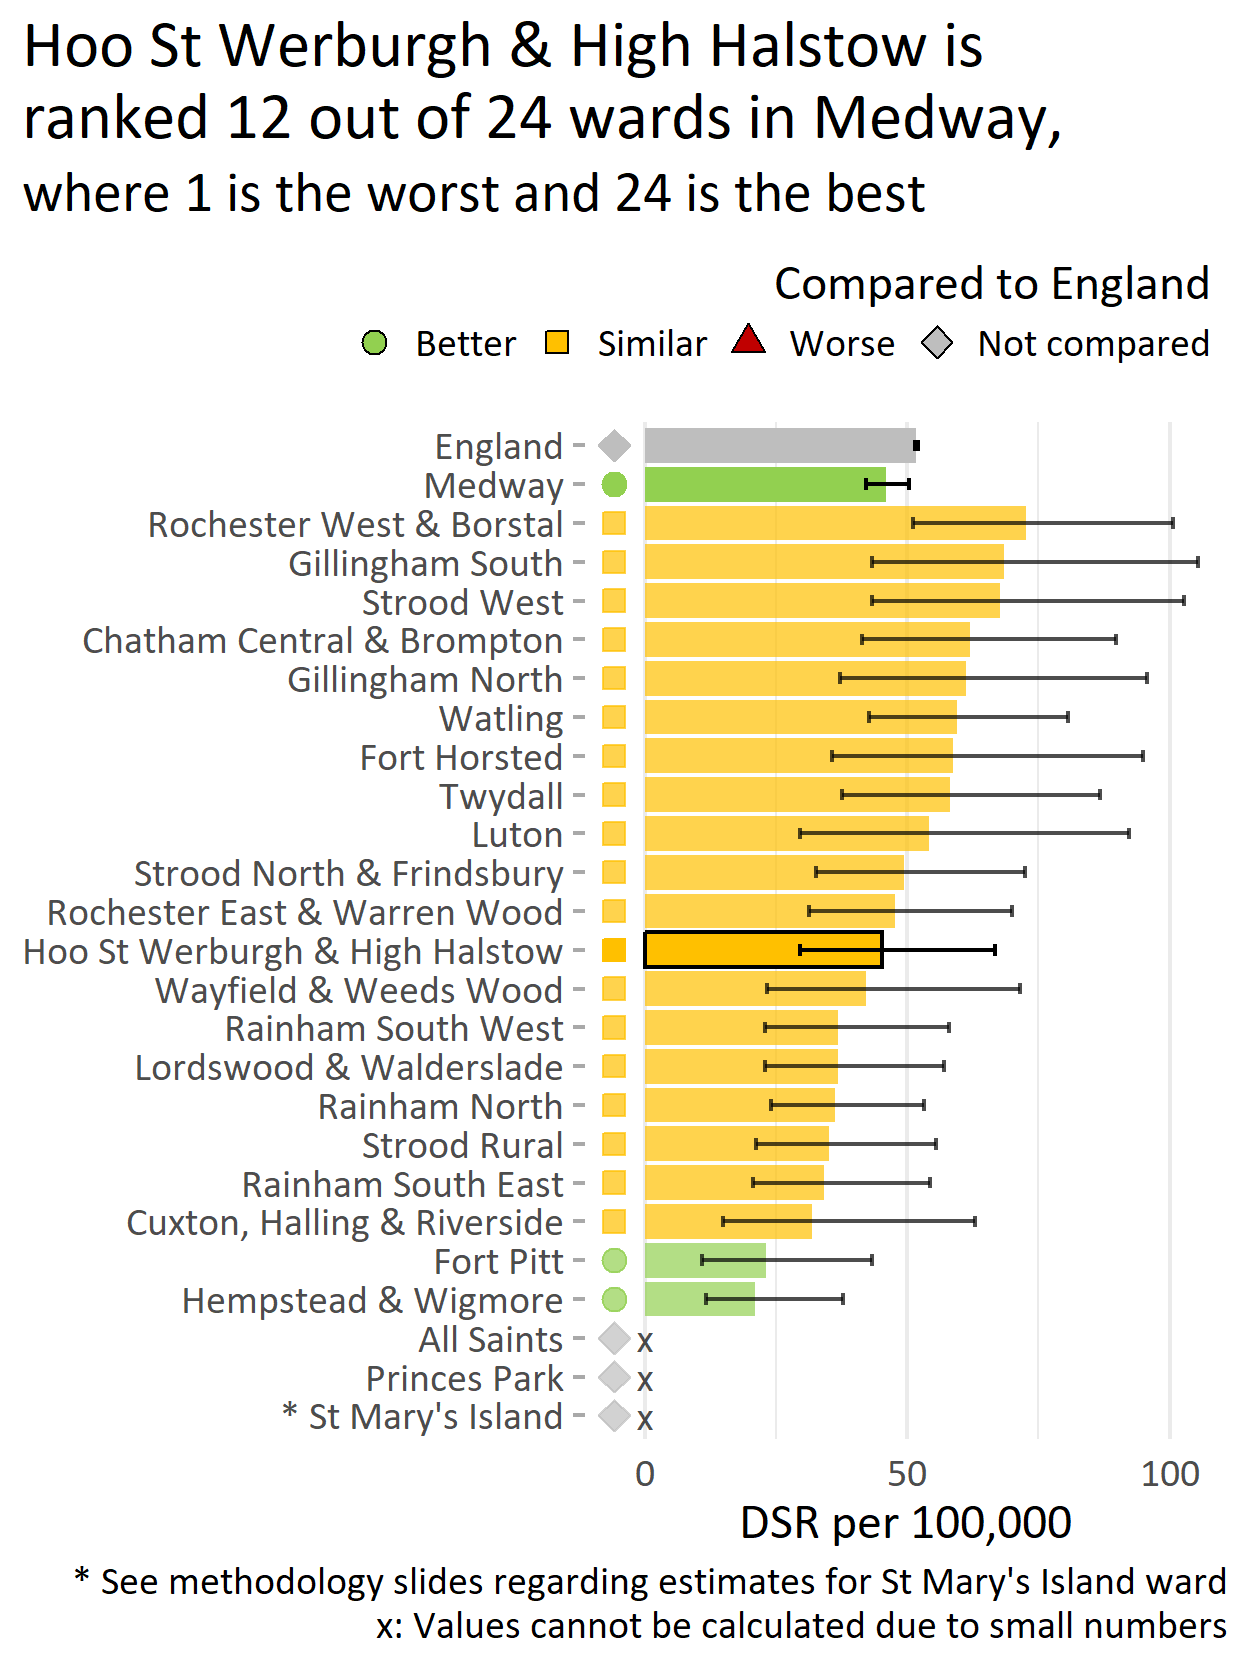 Hoo St Werburgh & High Halstow is
ranked 12 out of 24 wards in Medway,
where 1 is the worst and 24 is the best
Compared to England
Better Similar Worse Not compared
England
Medway
Rochester West & Borstal
Gillingham South
Strood West
Chatham Central & Brompton
Gillingham North
Watling
Fort Horsted
Twydall
Luton
Strood North & Frindsbury
Rochester East & Warren Wood
Hoo St Werburgh & High Halstow
Wayfield & Weeds Wood
Rainham South West
Lordswood & Walderslade
Rainham North
Strood Rural
Rainham South East
Cuxton, Halling & Riverside
Fort Pitt
Hempstead & Wigmore
All Saints x
Princes Park x
* St Mary's Island x
0 50 100
DSR per 100,000
* See methodology slides regarding estimates for St Mary's Island ward
x: Values cannot be calculated due to small numbers